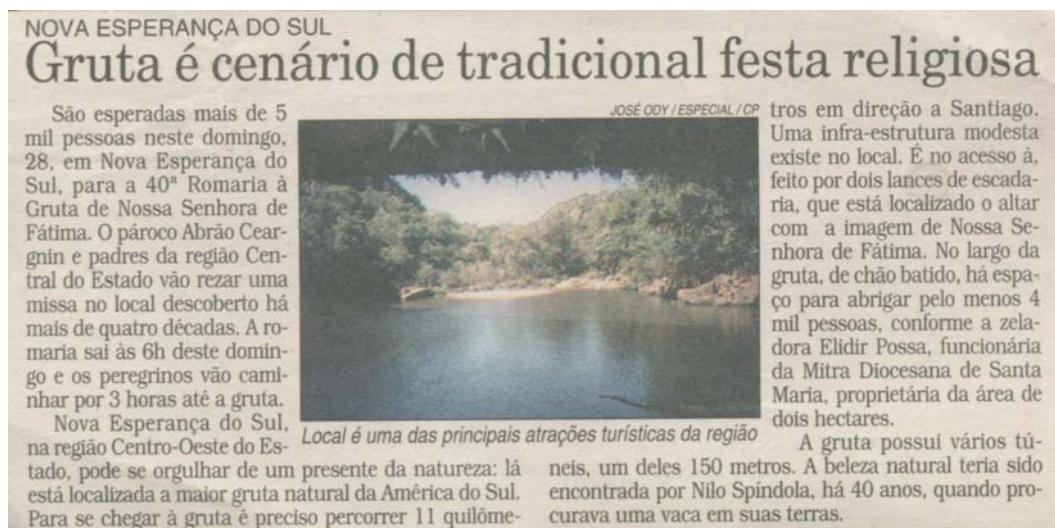 NOVA ESPERANÇA DO SUL
Gruta é cenário de tradicional festa religiosa
São esperadas mais de 5
mil pessoas neste domingo,
28, em Nova Esperança do
Sul, para a 40ª Romaria à
Gruta de Nossa Senhora de
Fátima. O pároco Abrão Cear-
gnin e padres da região Cen-
tral do Estado vão rezar uma
missa no local descoberto há
mais de quatro décadas. A ro-
maria sai às 6h deste domin-
go e os peregrinos vão cami-
nhar por 3 horas até a gruta.
Nova Esperança do Sul,
na região Centro-Oeste do Es-
tado, pode se orgulhar de um presente da natureza: lá
está localizada a maior gruta natural da América do Sul.
Para se chegar à gruta é preciso percorrer 11 quilôme-
JOSÉ ODY / ESPECIAL / CP
Local é uma das principais atrações turísticas da região
tros em direção a Santiago.
Uma infra-estrutura modesta
existe no local. É no acesso à,
feito por dois lances de escada-
ria, que está localizado o altar
com a imagem de Nossa Se-
nhora de Fátima. No largo da
gruta, de chão batido, há espa-
ço para abrigar pelo menos 4
mil pessoas, conforme a zela-
dora Elidir Possa, funcionária
da Mitra Diocesana de Santa
Maria, proprietária da área de
dois hectares.
A gruta possui vários tú-
neis, um deles 150 metros. A beleza natural teria sido
encontrada por Nilo Spíndola, há 40 anos, quando pro-
curava uma vaca em suas terras.